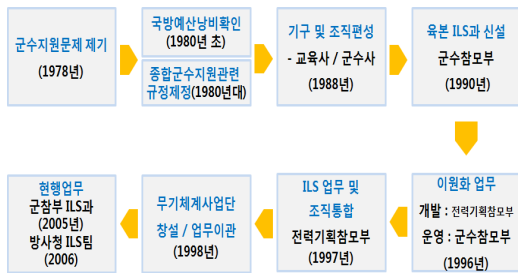 군수지원문제 제기
(1978년)
국방예산낭비확인
(1980년 초)
종합군수지원관련
규정제정(1980년대)
기구 및 조직편성
- 교육사 / 군수사
(1988년)
육본 ILS과 신설
군수참모부
(1990년)
이원화 업무
개발 : 전력기획참모부
운영 : 군수참모부
(1996년)
ILS 업무 및
조직통합
전력기획참모부
(1997년)
무기체계사업단
창설 / 업무이관
(1998년)
현행업무
군참부 ILS과
(2005년)
방사청 ILS팀
(2006)